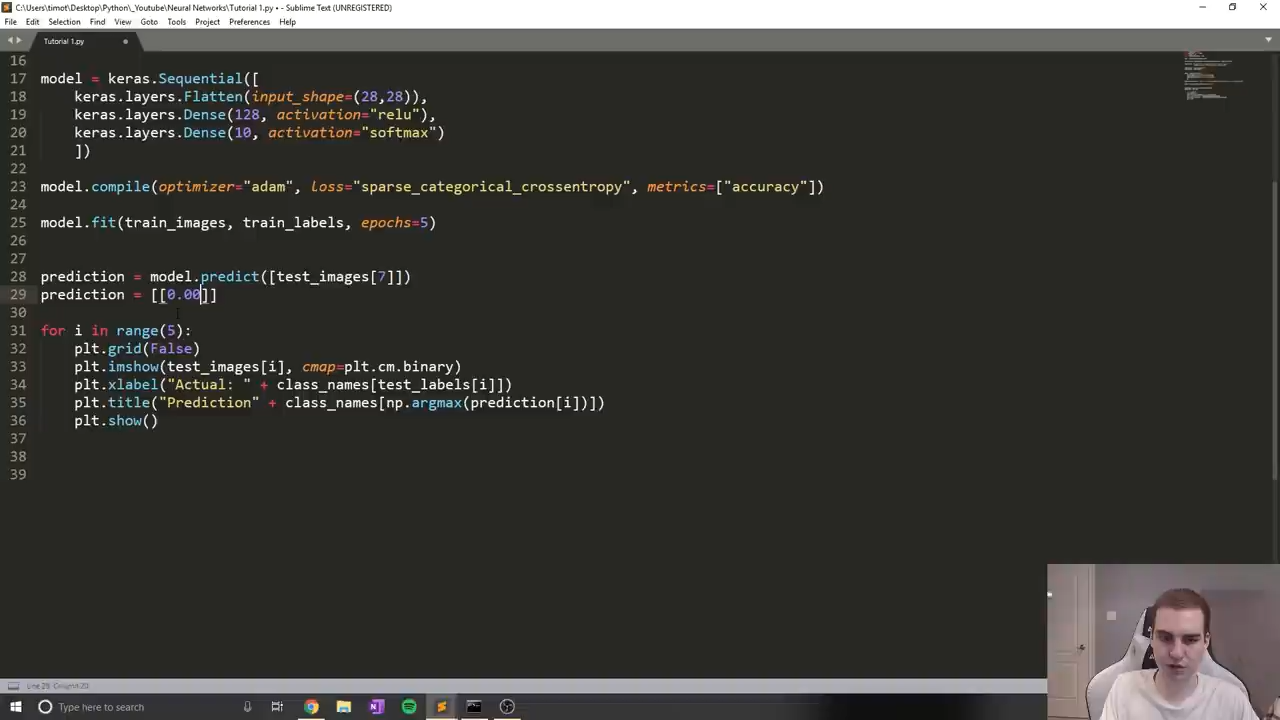 C:\Users\timot\Desktop\Python\_Youtube\Neural Networks\Tutorial 1.py • - Sublime Text (UNREGISTERED)
File Edit Selection Find View Goto Tools Project Preferences Help
Tutorial 1.py
16
17 model = keras.Sequential([
18 keras.layers.Flatten(input_shape=(28,28)),
19 keras.layers.Dense(128, activation="relu"),
20 keras.layers.Dense(10, activation="softmax")
21 ])
22
23 model.compile(optimizer="adam", loss="sparse_categorical_crossentropy", metrics=["accuracy"])
24
25 model.fit(train_images, train_labels, epochs=5)
26
27
28 prediction = model.predict([test_images[7]])
29 prediction = [[0.00]]
30
31 for i in range(5):
32 plt.grid(False)
33 plt.imshow(test_images[i], cmap=plt.cm.binary)
34 plt.xlabel("Actual: " + class_names[test_labels[i]])
35 plt.title("Prediction" + class_names[np.argmax(prediction[i])])
36 plt.show()
37
38
39
Line 29 Column 20
Type here to search